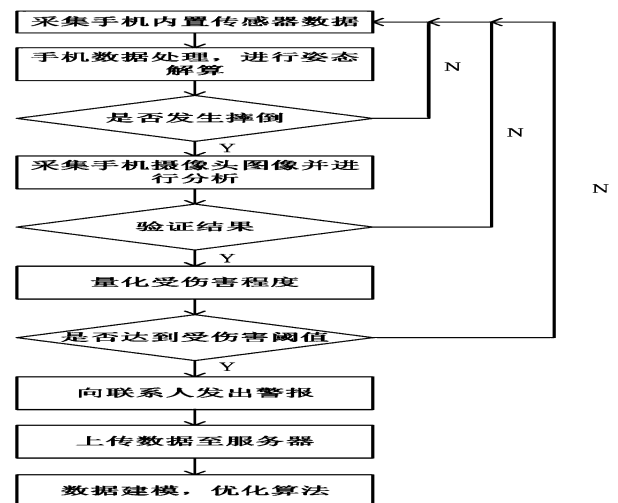 采集手机内置传感器数据
手机数据处理，进行姿态
解算
N
是否发生摔倒
N
Y
采集手机摄像头图像并进
行分析
N
验证结果
Y
量化受伤害程度
是否达到受伤害阈值
Y
向联系人发出警报
上传数据至服务器
数据建模，优化算法